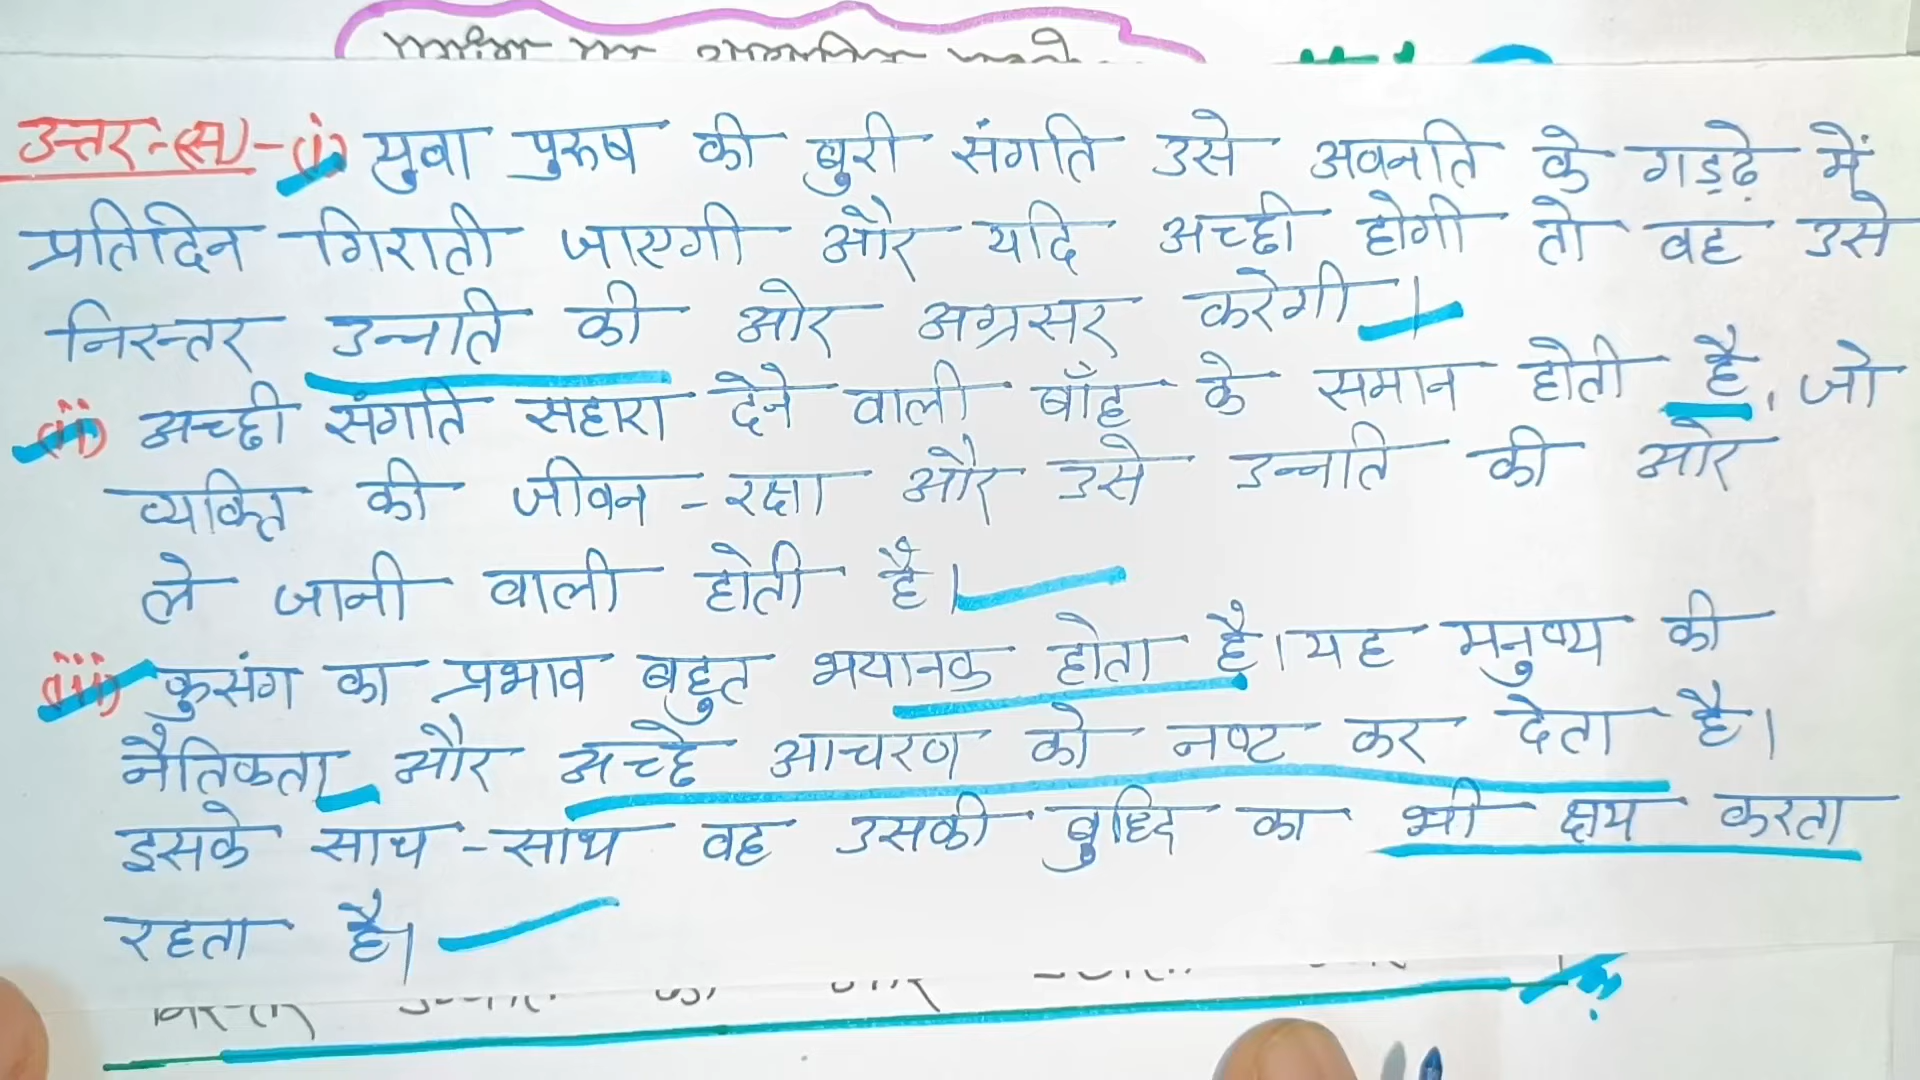 उत्तर-(स)-(i) युवा पुरुष की बुरी संगति उसे अवनति के गड्ढे में
प्रतिदिन गिराती जाएगी और यदि अच्छी होगी तो वह उसे
निरन्तर उन्नति की ओर अग्रसर करेगी।
(ii) अच्छी संगति सहारा देने वाली बाँह के समान होती है, जो
व्यक्ति की जीवन-रक्षा और उसे उन्नति की ओर
ले जानी वाली होती है।
(iii) कुसंग का प्रभाव बहुत भयानक होता है। यह मनुष्य की
नैतिकता और अच्छे आचरण को नष्ट कर देता है।
इसके साथ-साथ वह उसकी बुद्धि का भी क्षय करता
रहता है।